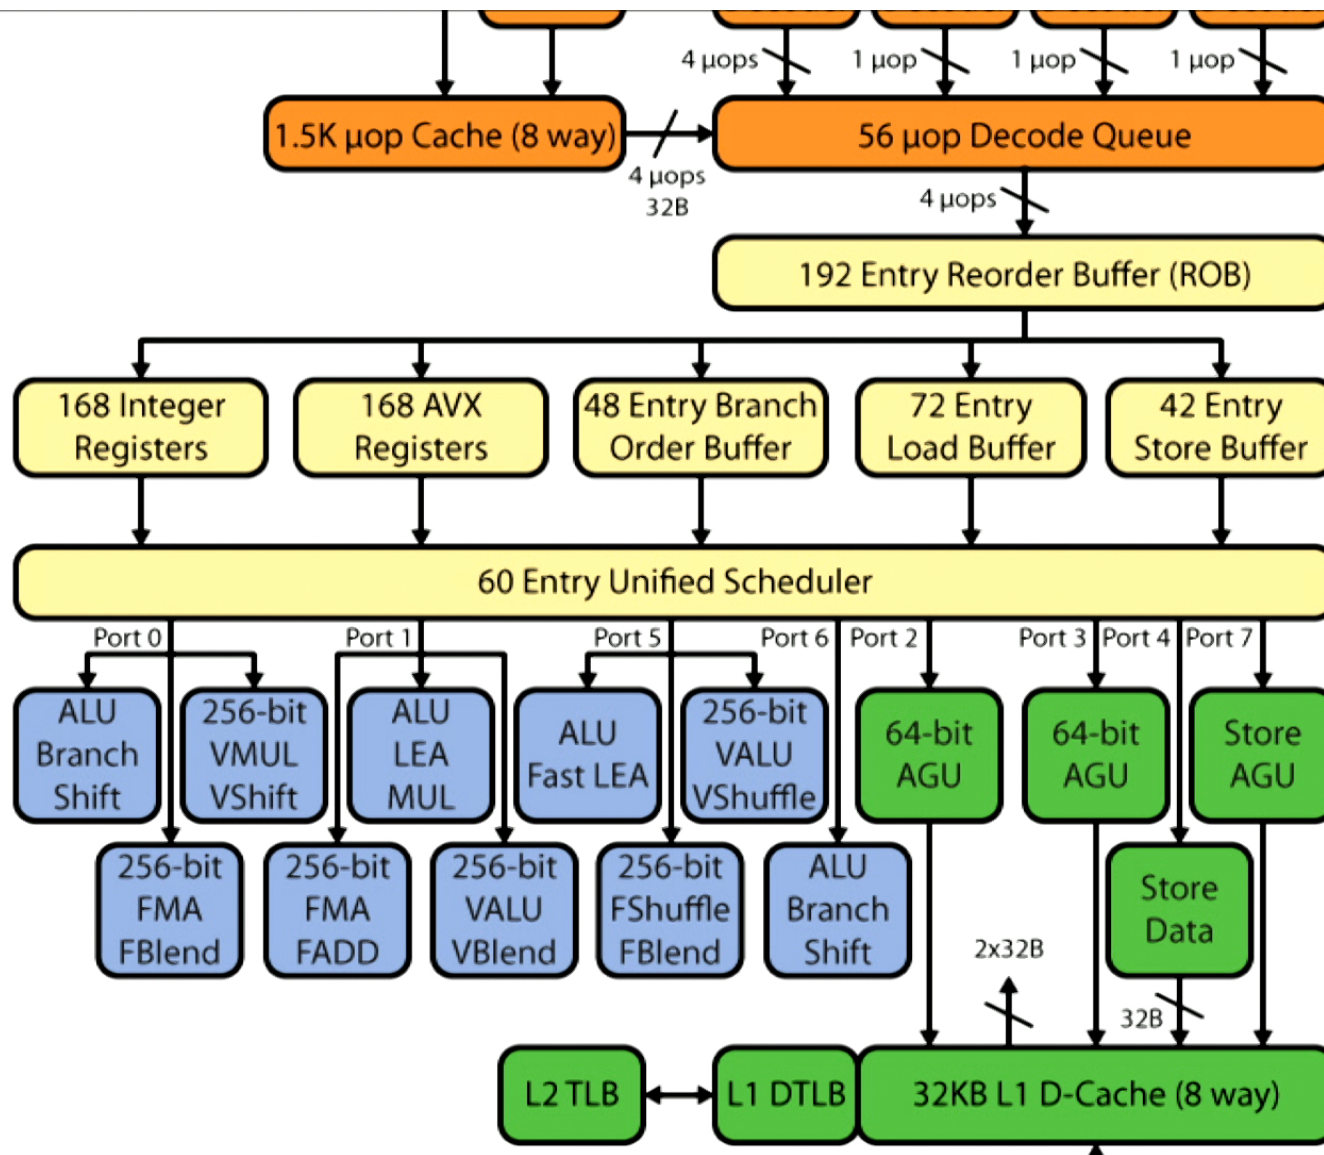 4 µops
1 µop
1 µop
1 µop
1.5K µop Cache (8 way)
4 µops
32B
56 µop Decode Queue
4 µops
192 Entry Reorder Buffer (ROB)
168 Integer
Registers
168 AVX
Registers
48 Entry Branch
Order Buffer
72 Entry
Load Buffer
42 Entry
Store Buffer
60 Entry Unified Scheduler
Port 0
Port 1
Port 5
Port 6
Port 2
Port 3
Port 4
Port 7
ALU
Branch
Shift
256-bit
VMUL
VShift
ALU
LEA
MUL
ALU
Fast LEA
256-bit
VALU
VShuffle
64-bit
AGU
64-bit
AGU
Store
AGU
256-bit
FMA
FBlend
256-bit
FMA
FADD
256-bit
VALU
VBlend
256-bit
FShuffle
FBlend
ALU
Branch
Shift
Store
Data
2x32B
32B
L2 TLB
L1 DTLB
32KB L1 D-Cache (8 way)